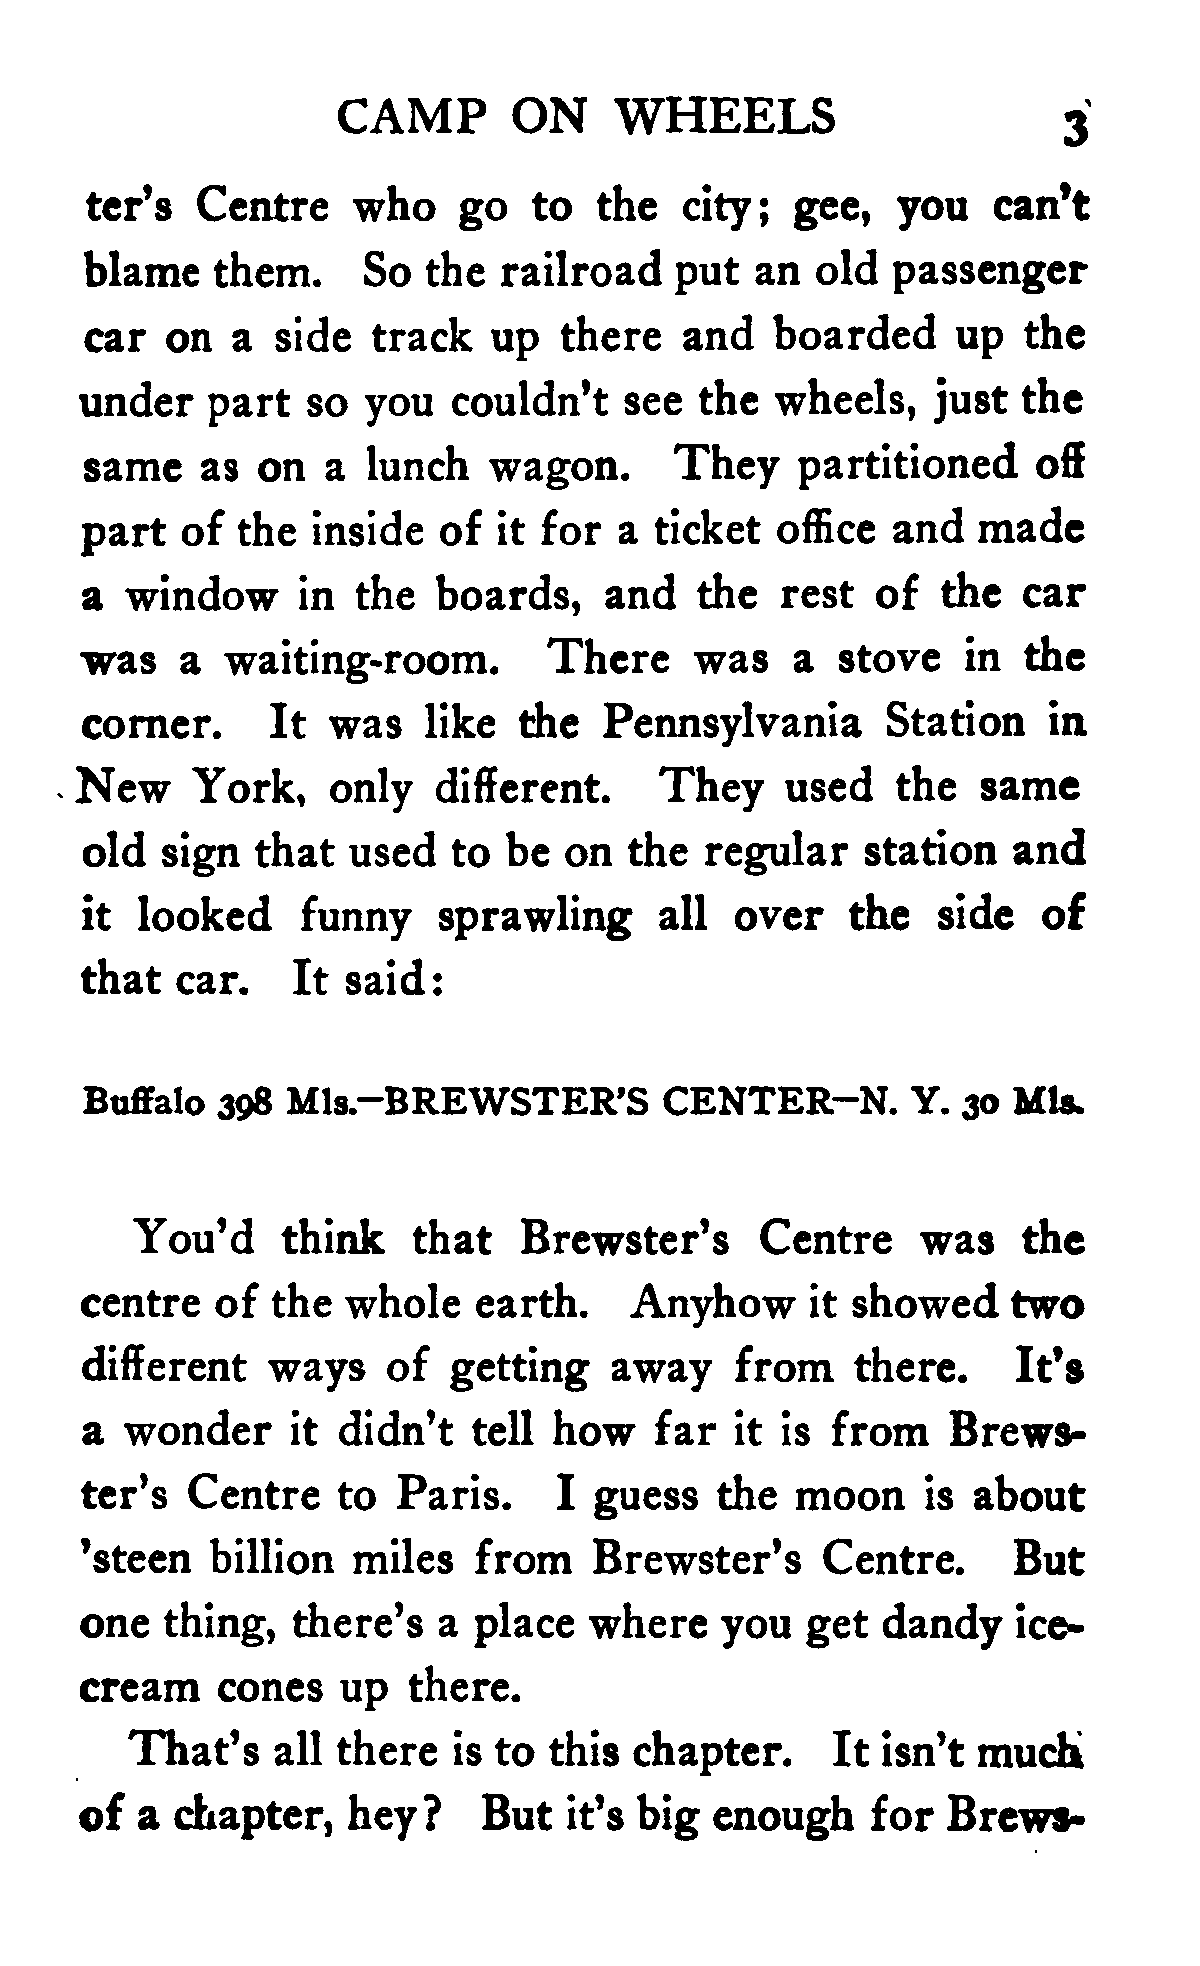 CAMP ON WHEELS 3
ter's Centre who go to the city; gee, you can't
blame them. So the railroad put an old passenger
car on a side track up there and boarded up the
under part so you couldn't see the wheels, just the
same as on a lunch wagon. They partitioned off
part of the inside of it for a ticket office and made
a window in the boards, and the rest of the car
was a waiting-room. There was a stove in the
corner. It was like the Pennsylvania Station in
New York, only different. They used the same
old sign that used to be on the regular station and
it looked funny sprawling all over the side of
that car. It said:
Buffalo 398 Mls.—BREWSTER'S CENTER—N. Y. 30 Mls.
You'd think that Brewster's Centre was the
centre of the whole earth. Anyhow it showed two
different ways of getting away from there. It's
a wonder it didn't tell how far it is from Brews-
ter's Centre to Paris. I guess the moon is about
'steen billion miles from Brewster's Centre. But
one thing, there's a place where you get dandy ice-
cream cones up there.
That's all there is to this chapter. It isn't much
of a chapter, hey? But it's big enough for Brews-